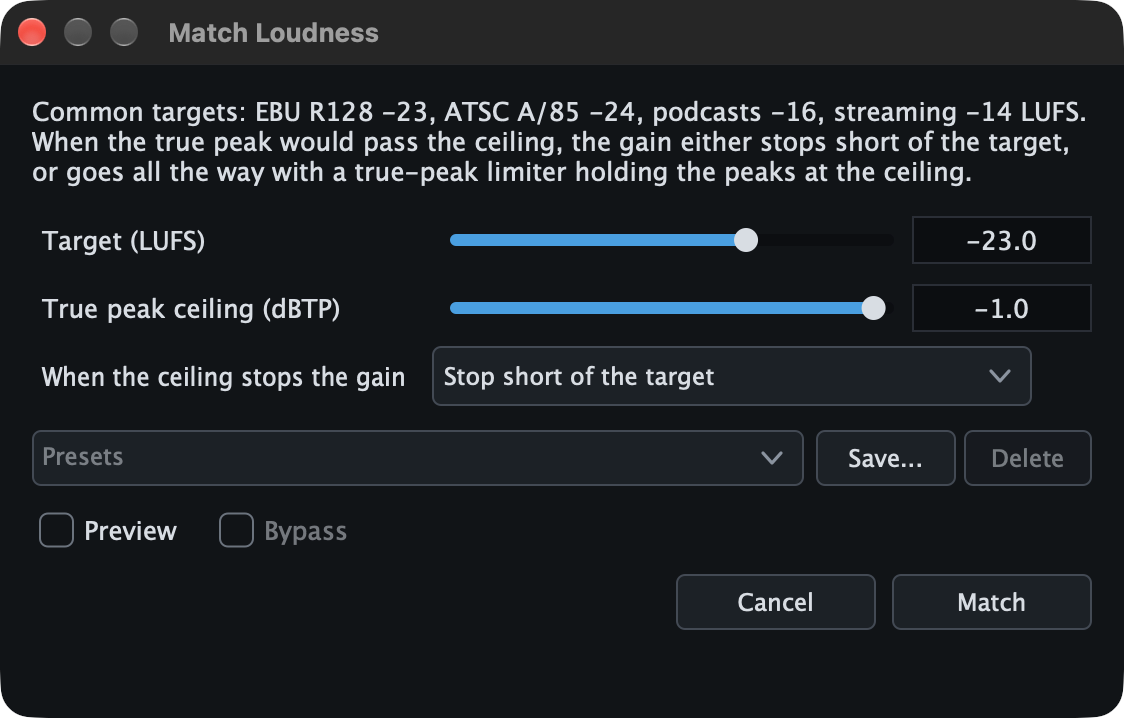 Match Loudness
Common targets: EBU R128 −23, ATSC A/85 −24, podcasts −16, streaming −14 LUFS.
When the true peak would pass the ceiling, the gain either stops short of the target,
or goes all the way with a true-peak limiter holding the peaks at the ceiling.
Target (LUFS)
−23.0
True peak ceiling (dBTP)
−1.0
When the ceiling stops the gain
Stop short of the target
Presets
Save...
Delete
Preview
Bypass
Cancel
Match